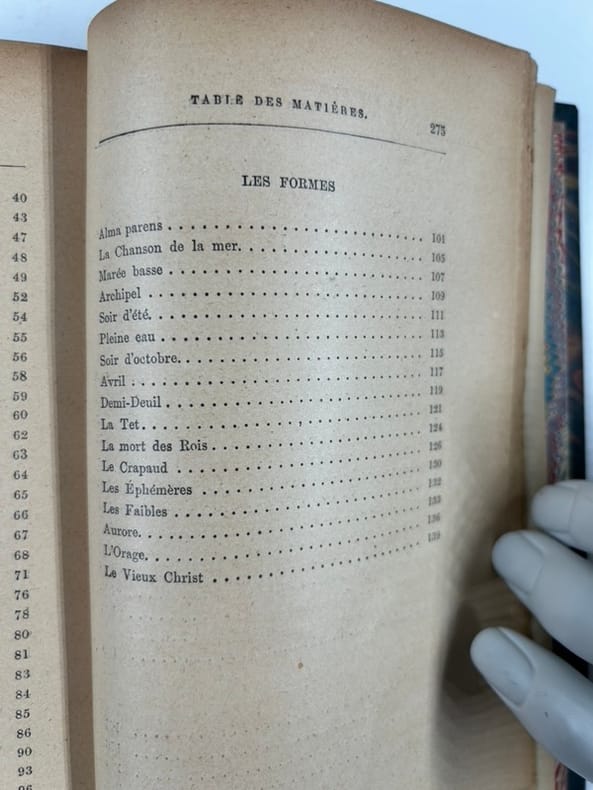 40
43
47
48
49
52
54
55
56
58
59
60
62
63
64
65
66
67
68
71
76
78
80
81
83
84
85
86
90
93
TABLE DES MATIÈRES. 275
LES FORMES
Alma parens . . . . . . . . . . . . . . . . . . . . 101
La Chanson de la mer. . . . . . . . . . . . . . . . 105
Marée basse . . . . . . . . . . . . . . . . . . . . 107
Archipel . . . . . . . . . . . . . . . . . . . . . 109
Soir d'été. . . . . . . . . . . . . . . . . . . . . 111
Pleine eau . . . . . . . . . . . . . . . . . . . . 113
Soir d'octobre. . . . . . . . . . . . . . . . . . . 115
Avril . . . . . . . . . . . . . . . . . . . . . . . 117
Demi-Deuil . . . . . . . . . . . . . . . . . . . . 119
La Tet. . . . . . . . . . . . . . . . . . . . . . . 121
La mort des Rois . . . . . . . . . . . . . . . . . 124
Le Crapaud . . . . . . . . . . . . . . . . . . . . 126
Les Éphémères . . . . . . . . . . . . . . . . . . . 130
Les Faibles . . . . . . . . . . . . . . . . . . . . 132
Aurore. . . . . . . . . . . . . . . . . . . . . . . 133
L'Orage. . . . . . . . . . . . . . . . . . . . . . 136
Le Vieux Christ . . . . . . . . . . . . . . . . . . 139